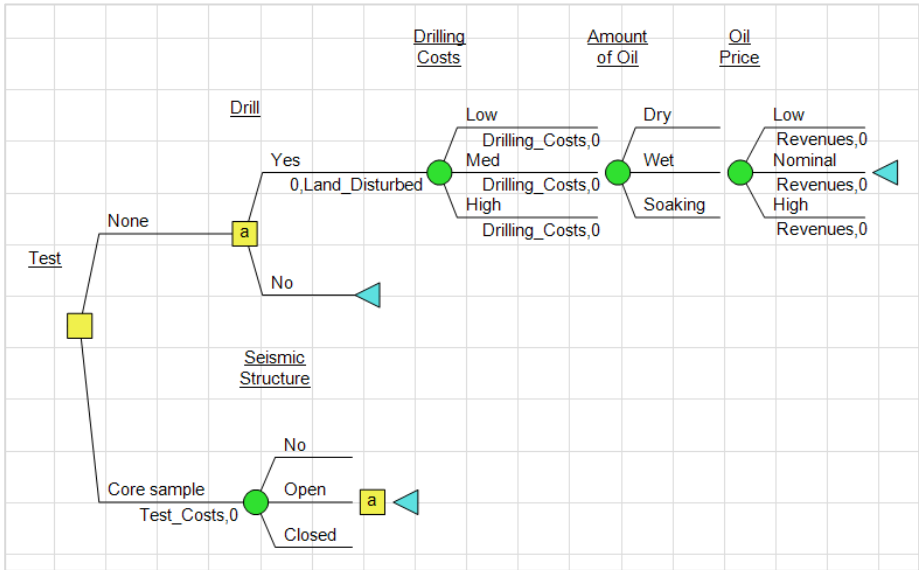 Drilling
Costs
Amount
of Oil
Oil
Price
Drill
Low
Drilling_Costs,0
Dry
Low
Revenues,0
Yes
0,Land_Disturbed
Med
Drilling_Costs,0
Wet
Nominal
Revenues,0
High
Drilling_Costs,0
Soaking
High
Revenues,0
None
a
Test
No
Seismic
Structure
No
Core sample
Test_Costs,0
Open
a
Closed